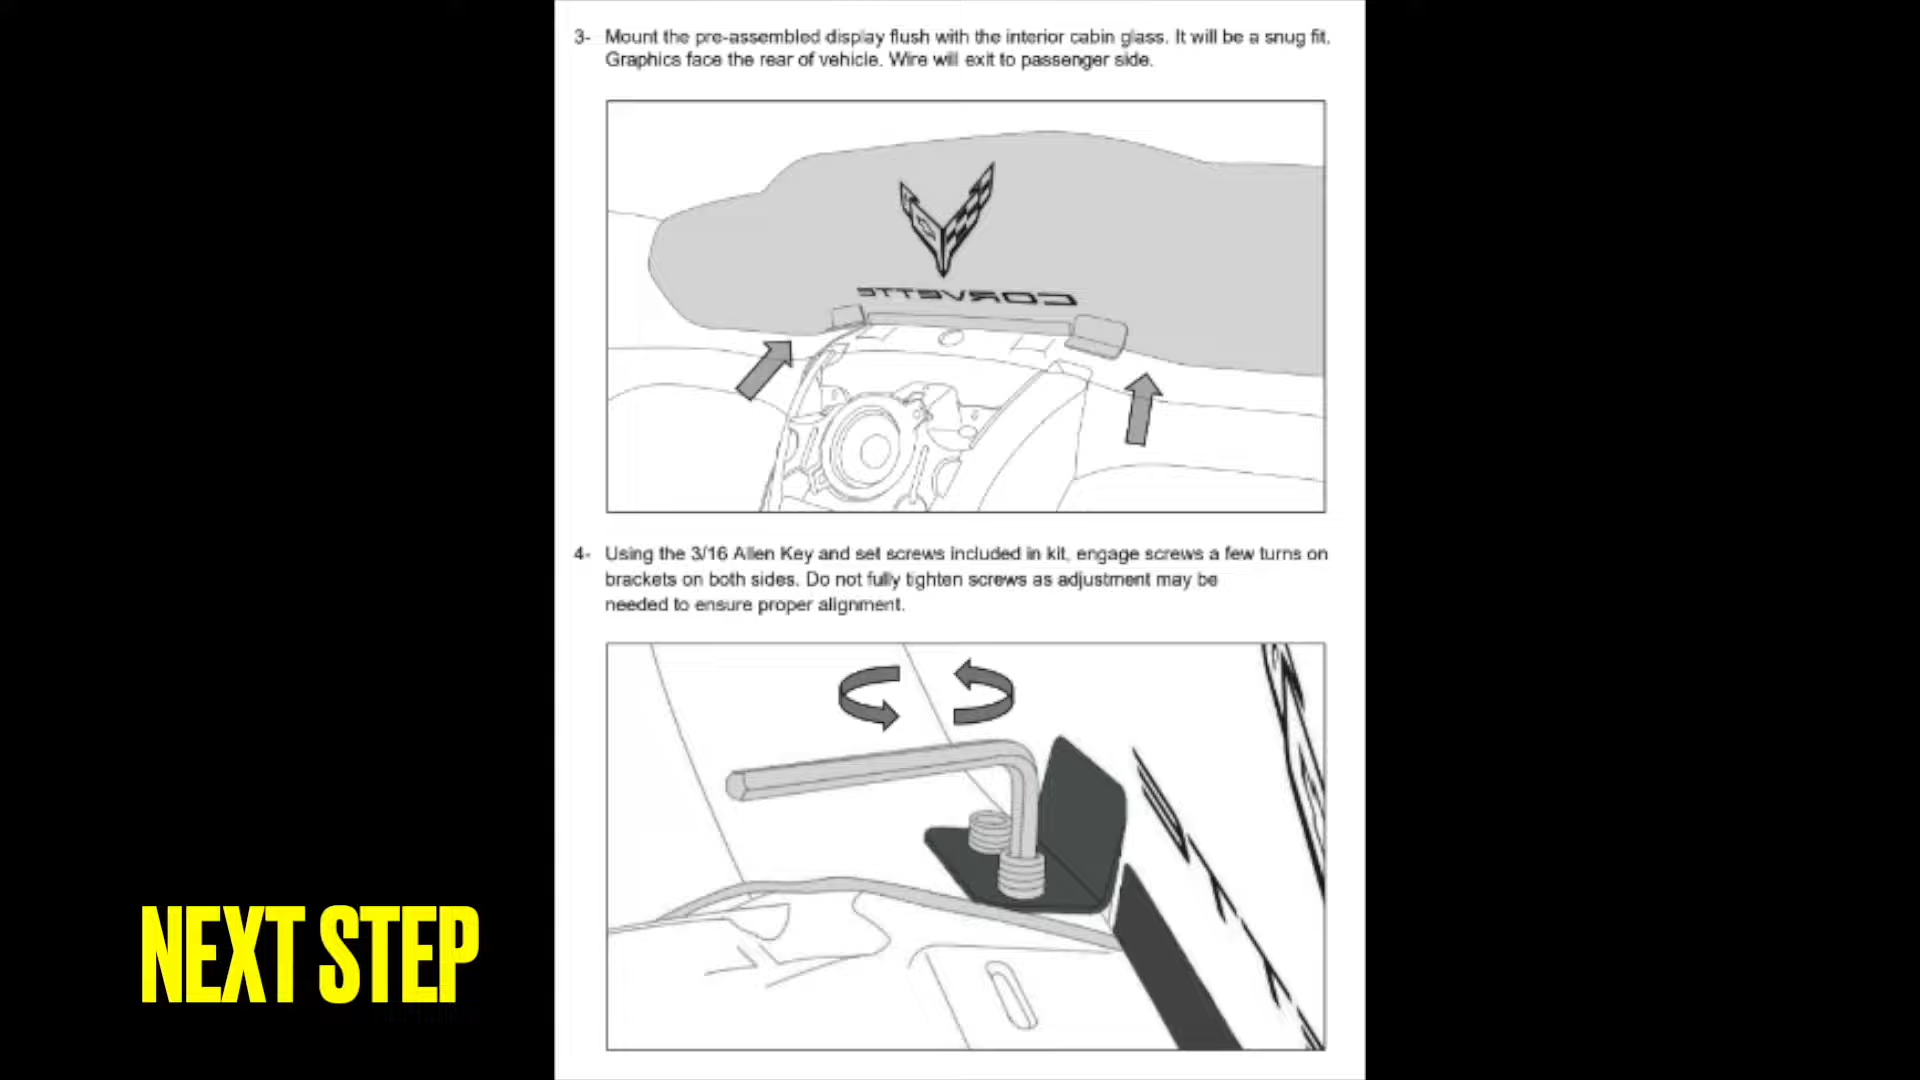 3- Mount the pre-assembled display flush with the interior cabin glass. It will be a snug fit.
Graphics face the rear of vehicle. Wire will exit to passenger side.
CORVETTE
4- Using the 3/16 Allen Key and set screws included in kit, engage screws a few turns on
brackets on both sides. Do not fully tighten screws as adjustment may be
needed to ensure proper alignment.
NEXT STEP